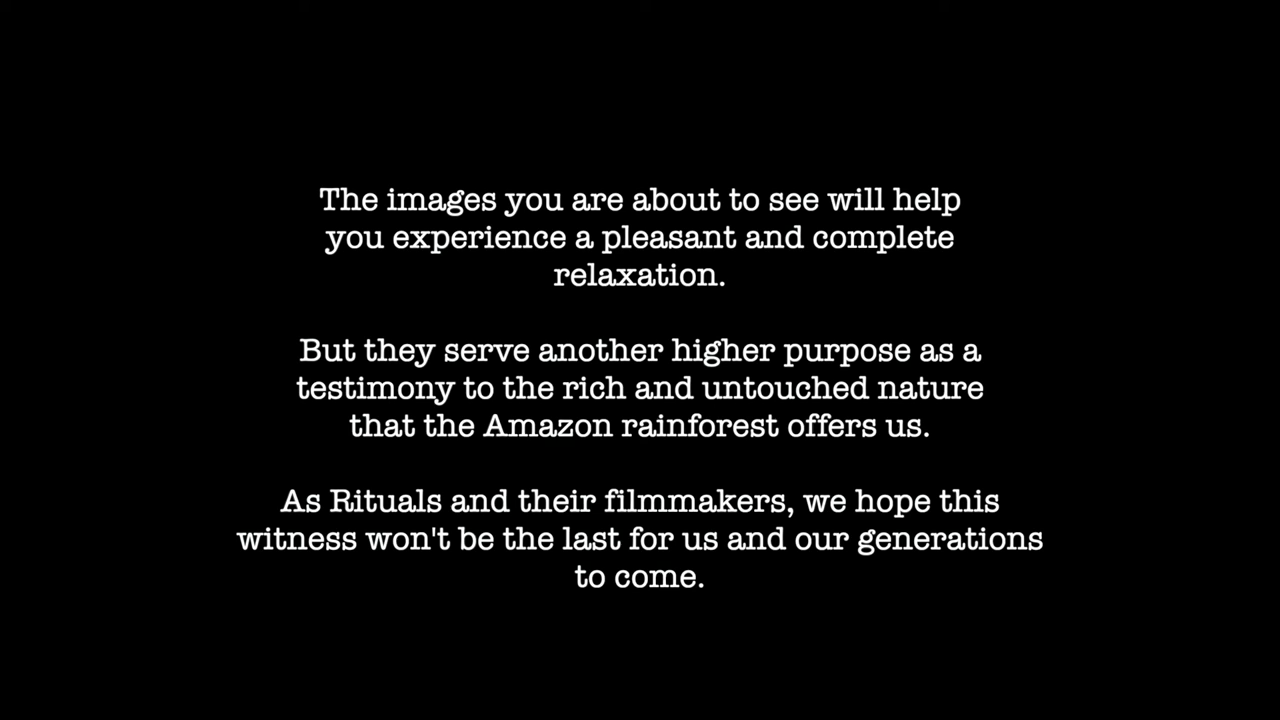 The images you are about to see will help
you experience a pleasant and complete
relaxation.
But they serve another higher purpose as a
testimony to the rich and untouched nature
that the Amazon rainforest offers us.
As Rituals and their filmmakers, we hope this
witness won't be the last for us and our generations
to come.